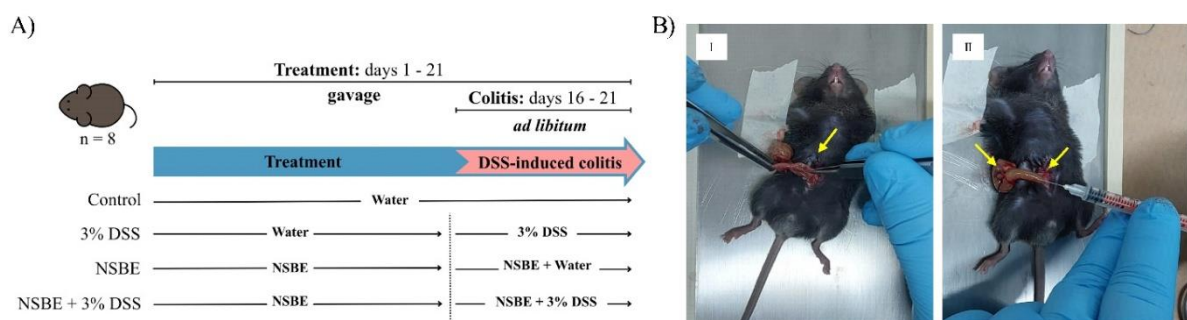 A)
Treatment: days 1 - 21
gavage
Colitis: days 16 - 21
ad libitum
n = 8
Treatment
DSS-induced colitis
Control
Water
3% DSS
Water
3% DSS
NSBE
NSBE
NSBE + Water
NSBE + 3% DSS
NSBE
NSBE + 3% DSS
B)
I
II